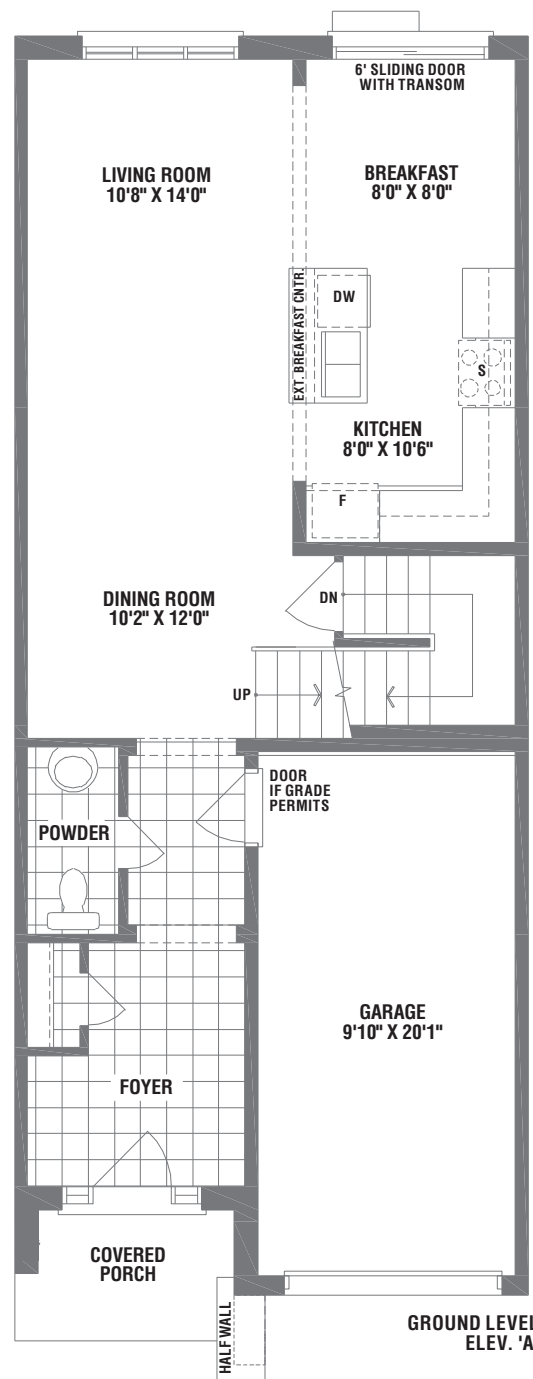 6' SLIDING DOOR
WITH TRANSOM
LIVING ROOM
10'8" X 14'0"
BREAKFAST
8'0" X 8'0"
EXT. BREAKFAST CNTR.
DW
S
KITCHEN
8'0" X 10'6"
F
DINING ROOM
10'2" X 12'0"
DN
UP
DOOR
IF GRADE
PERMITS
POWDER
GARAGE
9'10" X 20'1"
FOYER
COVERED
PORCH
HALF WALL
GROUND LEVEL
ELEV. 'A